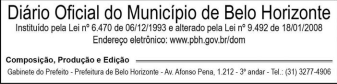 Diário Oficial do Município de Belo Horizonte
Instituído pela Lei nº 6.470 de 06/12/1993 e alterado pela Lei nº 9.492 de 18/01/2008
Endereço eletrônico: www.pbh.gov.br/dom
Composição, Produção e Edição
Gabinete do Prefeito - Prefeitura de Belo Horizonte - Av. Afonso Pena, 1.212 - 3º andar - Tel.: (31) 3277-4906